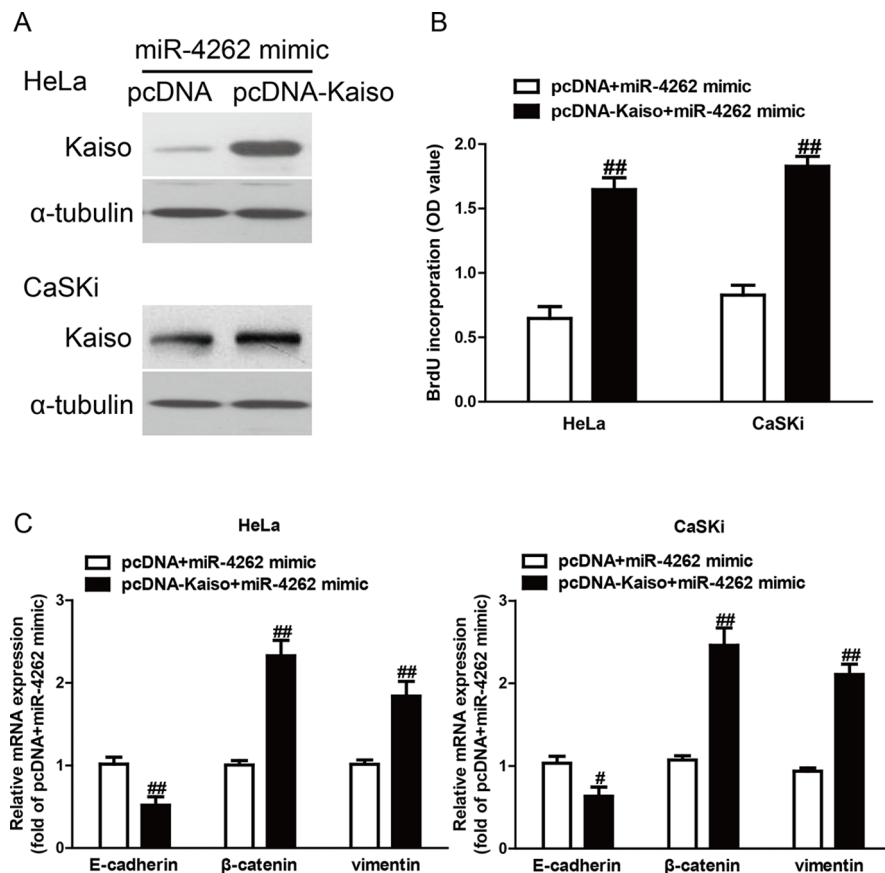 A
miR-4262 mimic
HeLa
pcDNA pcDNA-Kaiso
Kaiso
α-tubulin
CaSKi
Kaiso
α-tubulin
B
pcDNA+miR-4262 mimic
pcDNA-Kaiso+miR-4262 mimic
BrdU incorporation (OD value)
2.0
1.5
1.0
0.5
0.0
## ##
HeLa CaSKi
C
HeLa
pcDNA+miR-4262 mimic
pcDNA-Kaiso+miR-4262 mimic
Relative mRNA expression
(fold of pcDNA+miR-4262 mimic)
3
2
1
0
## ## ##
E-cadherin β-catenin vimentin
CaSKi
pcDNA+miR-4262 mimic
pcDNA-Kaiso+miR-4262 mimic
Relative mRNA expression
(fold of pcDNA+miR-4262 mimic)
3
2
1
0
# ## ##
E-cadherin β-catenin vimentin